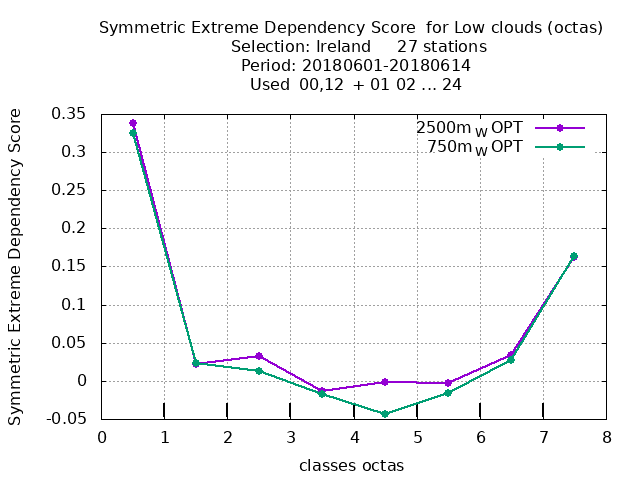 Symmetric Extreme Dependency Score  for Low clouds (octas)
Selection: Ireland     27 stations
Period: 20180601-20180614
Used  00,12  + 01 02 ... 24
Symmetric Extreme Dependency Score
0.35
0.3
0.25
0.2
0.15
0.1
0.05
0
-0.05
2500m W OPT
750m W OPT
0 1 2 3 4 5 6 7 8
classes octas